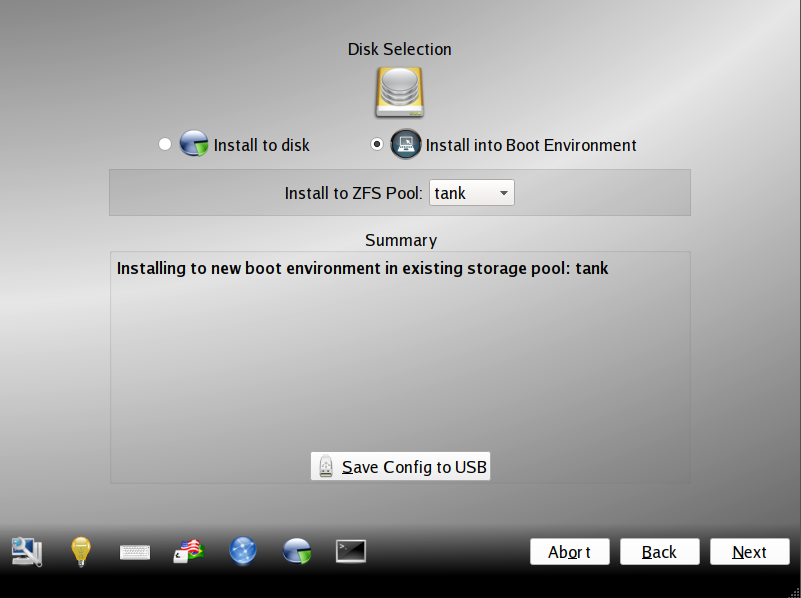 Disk Selection
Install to disk
Install into Boot Environment
Install to ZFS Pool: tank
Summary
Installing to new boot environment in existing storage pool: tank
Save Config to USB
Abort Back Next